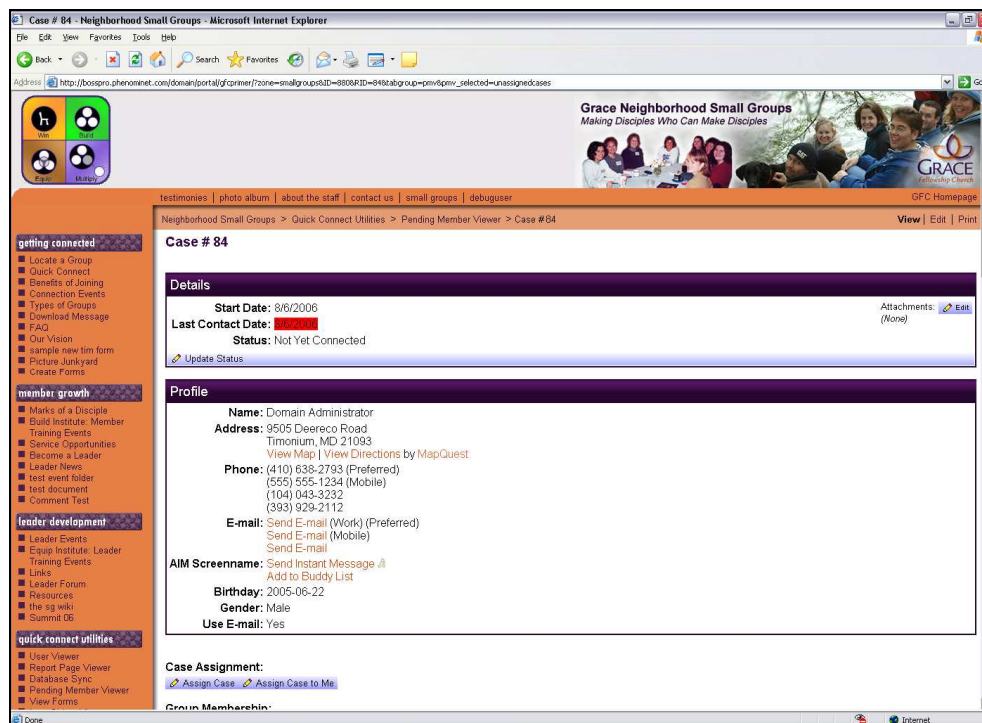 Case # 84 - Neighborhood Small Groups - Microsoft Internet Explorer
File Edit View Favorites Tools Help
Back Search Favorites
Address http://bosspro.phenominet.com/domain/portal/gfcprimer/?zone=smallgroups&ID=880&RID=84&tabgroup=pmv&pmv_selected=unassignedcases Go
Win Build
Equip Multiply
Grace Neighborhood Small Groups
Making Disciples Who Can Make Disciples
GRACE
Fellowship Church
testimonies | photo album | about the staff | contact us | small groups | debuguser GFC Homepage
Neighborhood Small Groups > Quick Connect Utilities > Pending Member Viewer > Case #84 View | Edit | Print
getting connected
Locate a Group
Quick Connect
Benefits of Joining
Connection Events
Types of Groups
Download Message
FAQ
Our Vision
sample new tim form
Picture Junkyard
Create Forms
member growth
Marks of a Disciple
Build Institute: Member
Training Events
Service Opportunities
Become a Leader
Leader News
test event folder
test document
Comment Test
leader development
Leader Events
Equip Institute: Leader
Training Events
Links
Leader Forum
Resources
the sg wiki
Summit 06
quick connect utilities
User Viewer
Report Page Viewer
Database Sync
Pending Member Viewer
View Forms
Case # 84
Details
Start Date: 8/6/2006
Last Contact Date: 8/6/2006
Status: Not Yet Connected
Attachments: Edit
(None)
Update Status
Profile
Name: Domain Administrator
Address: 9505 Deereco Road
Timonium, MD 21093
View Map | View Directions by MapQuest
Phone: (410) 638-2793 (Preferred)
(555) 555-1234 (Mobile)
(104) 043-3232
(393) 929-2112
E-mail: Send E-mail (Work) (Preferred)
Send E-mail (Mobile)
Send E-mail
AIM Screenname: Send Instant Message
Add to Buddy List
Birthday: 2005-06-22
Gender: Male
Use E-mail: Yes
Case Assignment:
Assign Case Assign Case to Me
Group Membership:
Done Internet